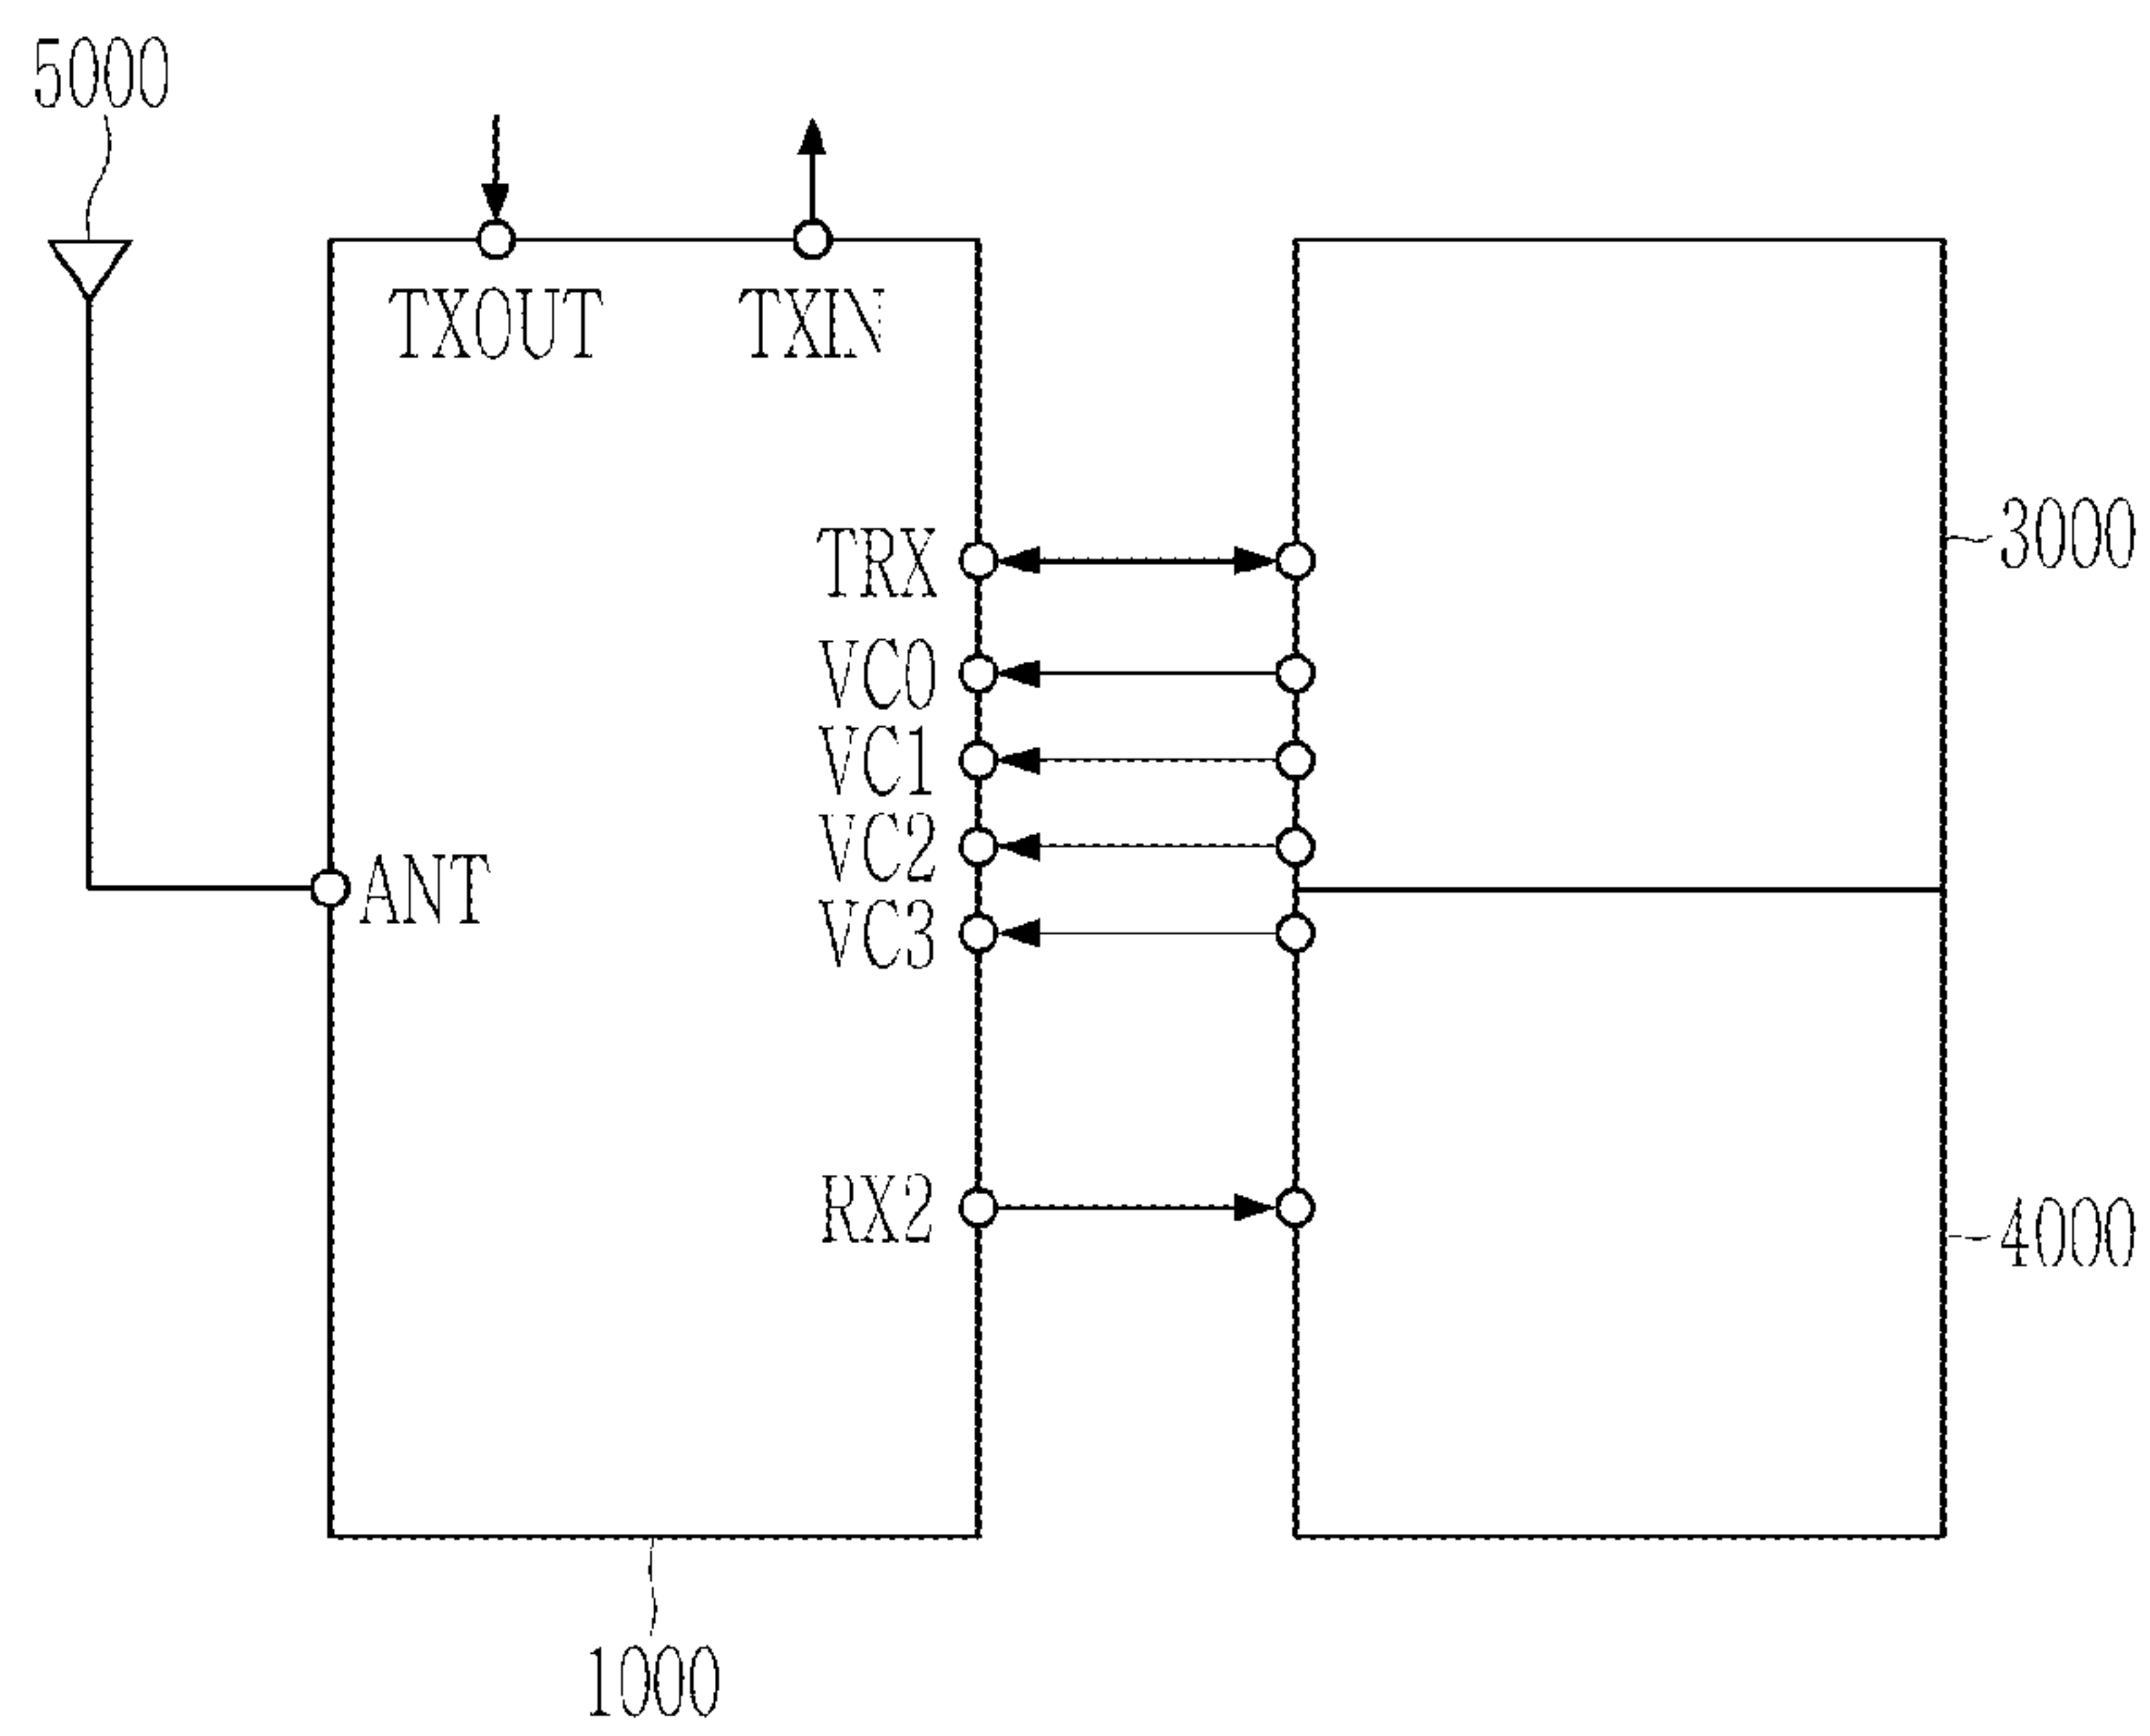 5000
TXOUT TXIN
TRX
3000
VC0
VC1
VC2
ANT
VC3
RX2
4000
1000